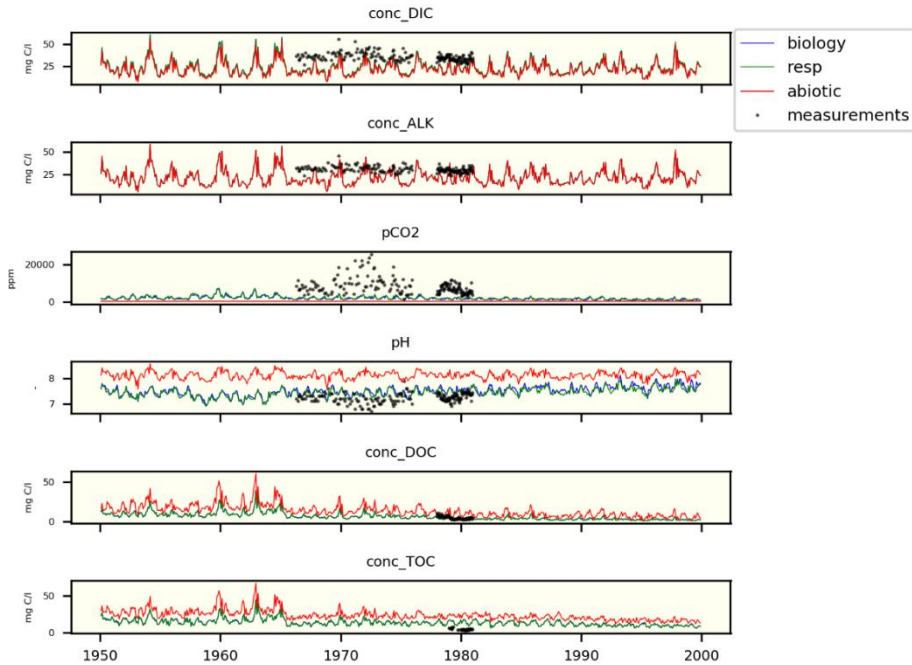 conc_DIC
50
25
mg C/l
biology
resp
abiotic
measurements
conc_ALK
50
25
mg C/l
pCO2
20000
0
ppm
pH
8
7
-
conc_DOC
50
0
mg C/l
conc_TOC
50
0
mg C/l
1950 1960 1970 1980 1990 2000